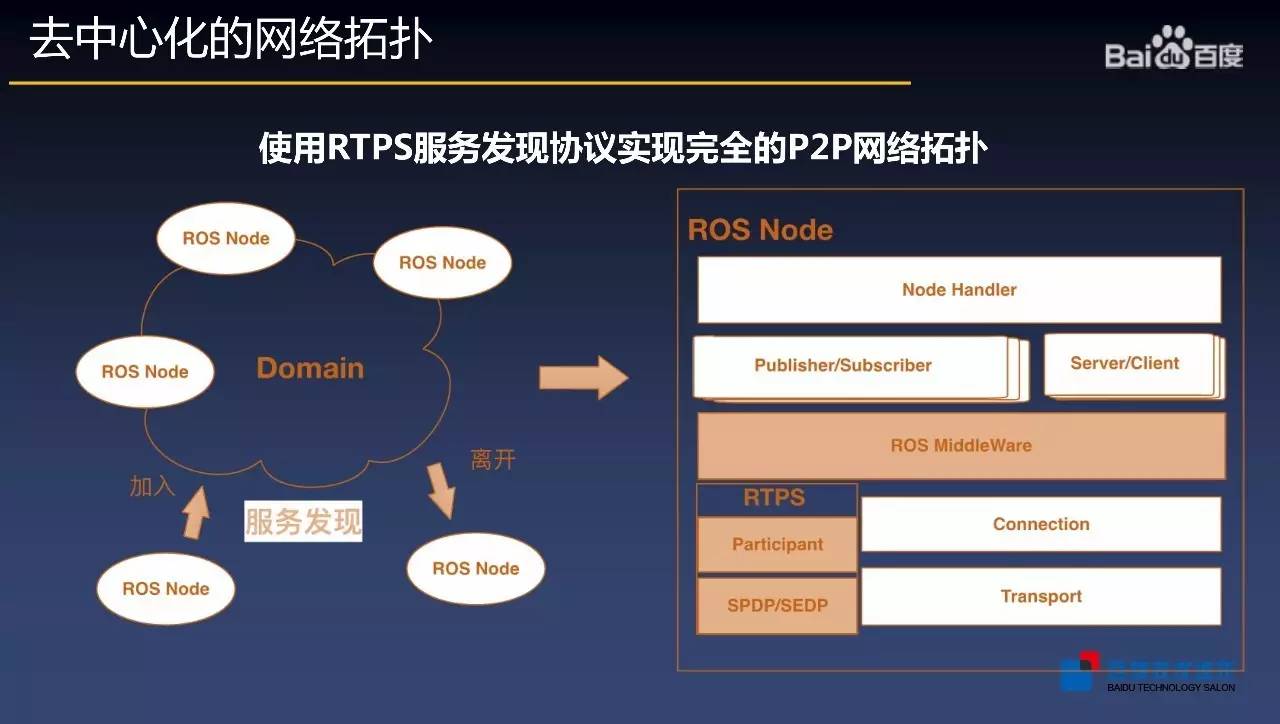 去中心化的网络拓扑
Bai du 百度
使用RTPS服务发现协议实现完全的P2P网络拓扑
ROS Node
ROS Node
ROS Node
Domain
加入
离开
服务发现
ROS Node
ROS Node
ROS Node
Node Handler
Publisher/Subscriber
Server/Client
ROS MiddleWare
RTPS
Participant
SPDP/SEDP
Connection
Transport
BAIDU TECHNOLOGY SALON